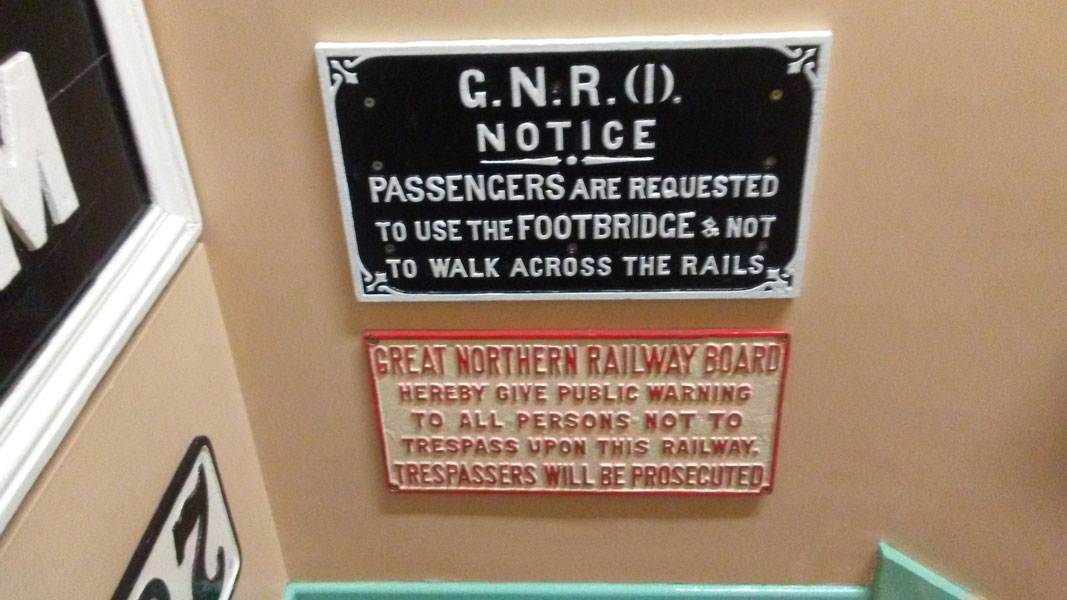 G.N.R.(I).
NOTICE
PASSENGERS ARE REQUESTED
TO USE THE FOOTBRIDGE & NOT
TO WALK ACROSS THE RAILS
GREAT NORTHERN RAILWAY BOARD
HEREBY GIVE PUBLIC WARNING
TO ALL PERSONS NOT TO
TRESPASS UPON THIS RAILWAY.
TRESPASSERS WILL BE PROSECUTED
M